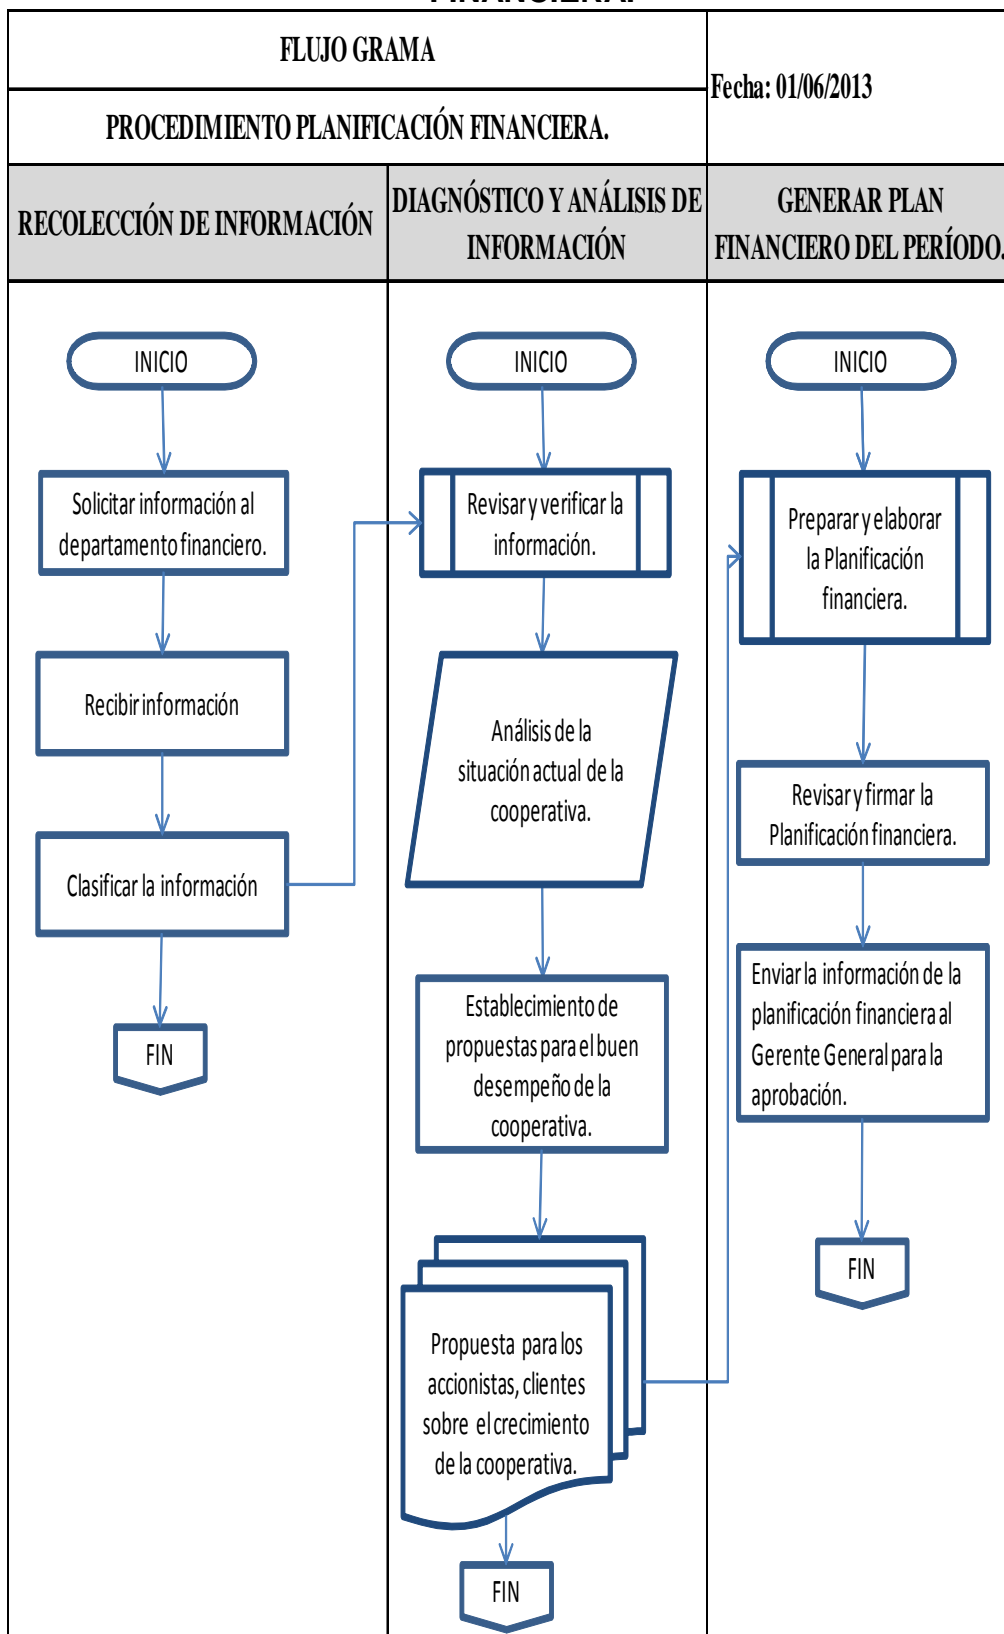 FINANCIERA.
FLUJO GRAMA
Fecha: 01/06/2013
PROCEDIMIENTO PLANIFICACIÓN FINANCIERA.
RECOLECCIÓN DE INFORMACIÓN
DIAGNÓSTICO Y ANÁLISIS DE
INFORMACIÓN
GENERAR PLAN
FINANCIERO DEL PERÍODO.
INICIO
Solicitar información al
departamento financiero.
Recibir información
Clasificar la información
FIN
INICIO
Revisar y verificar la
información.
Análisis de la
situación actual de la
cooperativa.
Establecimiento de
propuestas para el buen
desempeño de la
cooperativa.
Propuesta para los
accionistas, clientes
sobre el crecimiento
de la cooperativa.
FIN
INICIO
Preparar y elaborar
la Planificación
financiera.
Revisar y firmar la
Planificación financiera.
Enviar la información de la
planificación financiera al
Gerente General para la
aprobación.
FIN